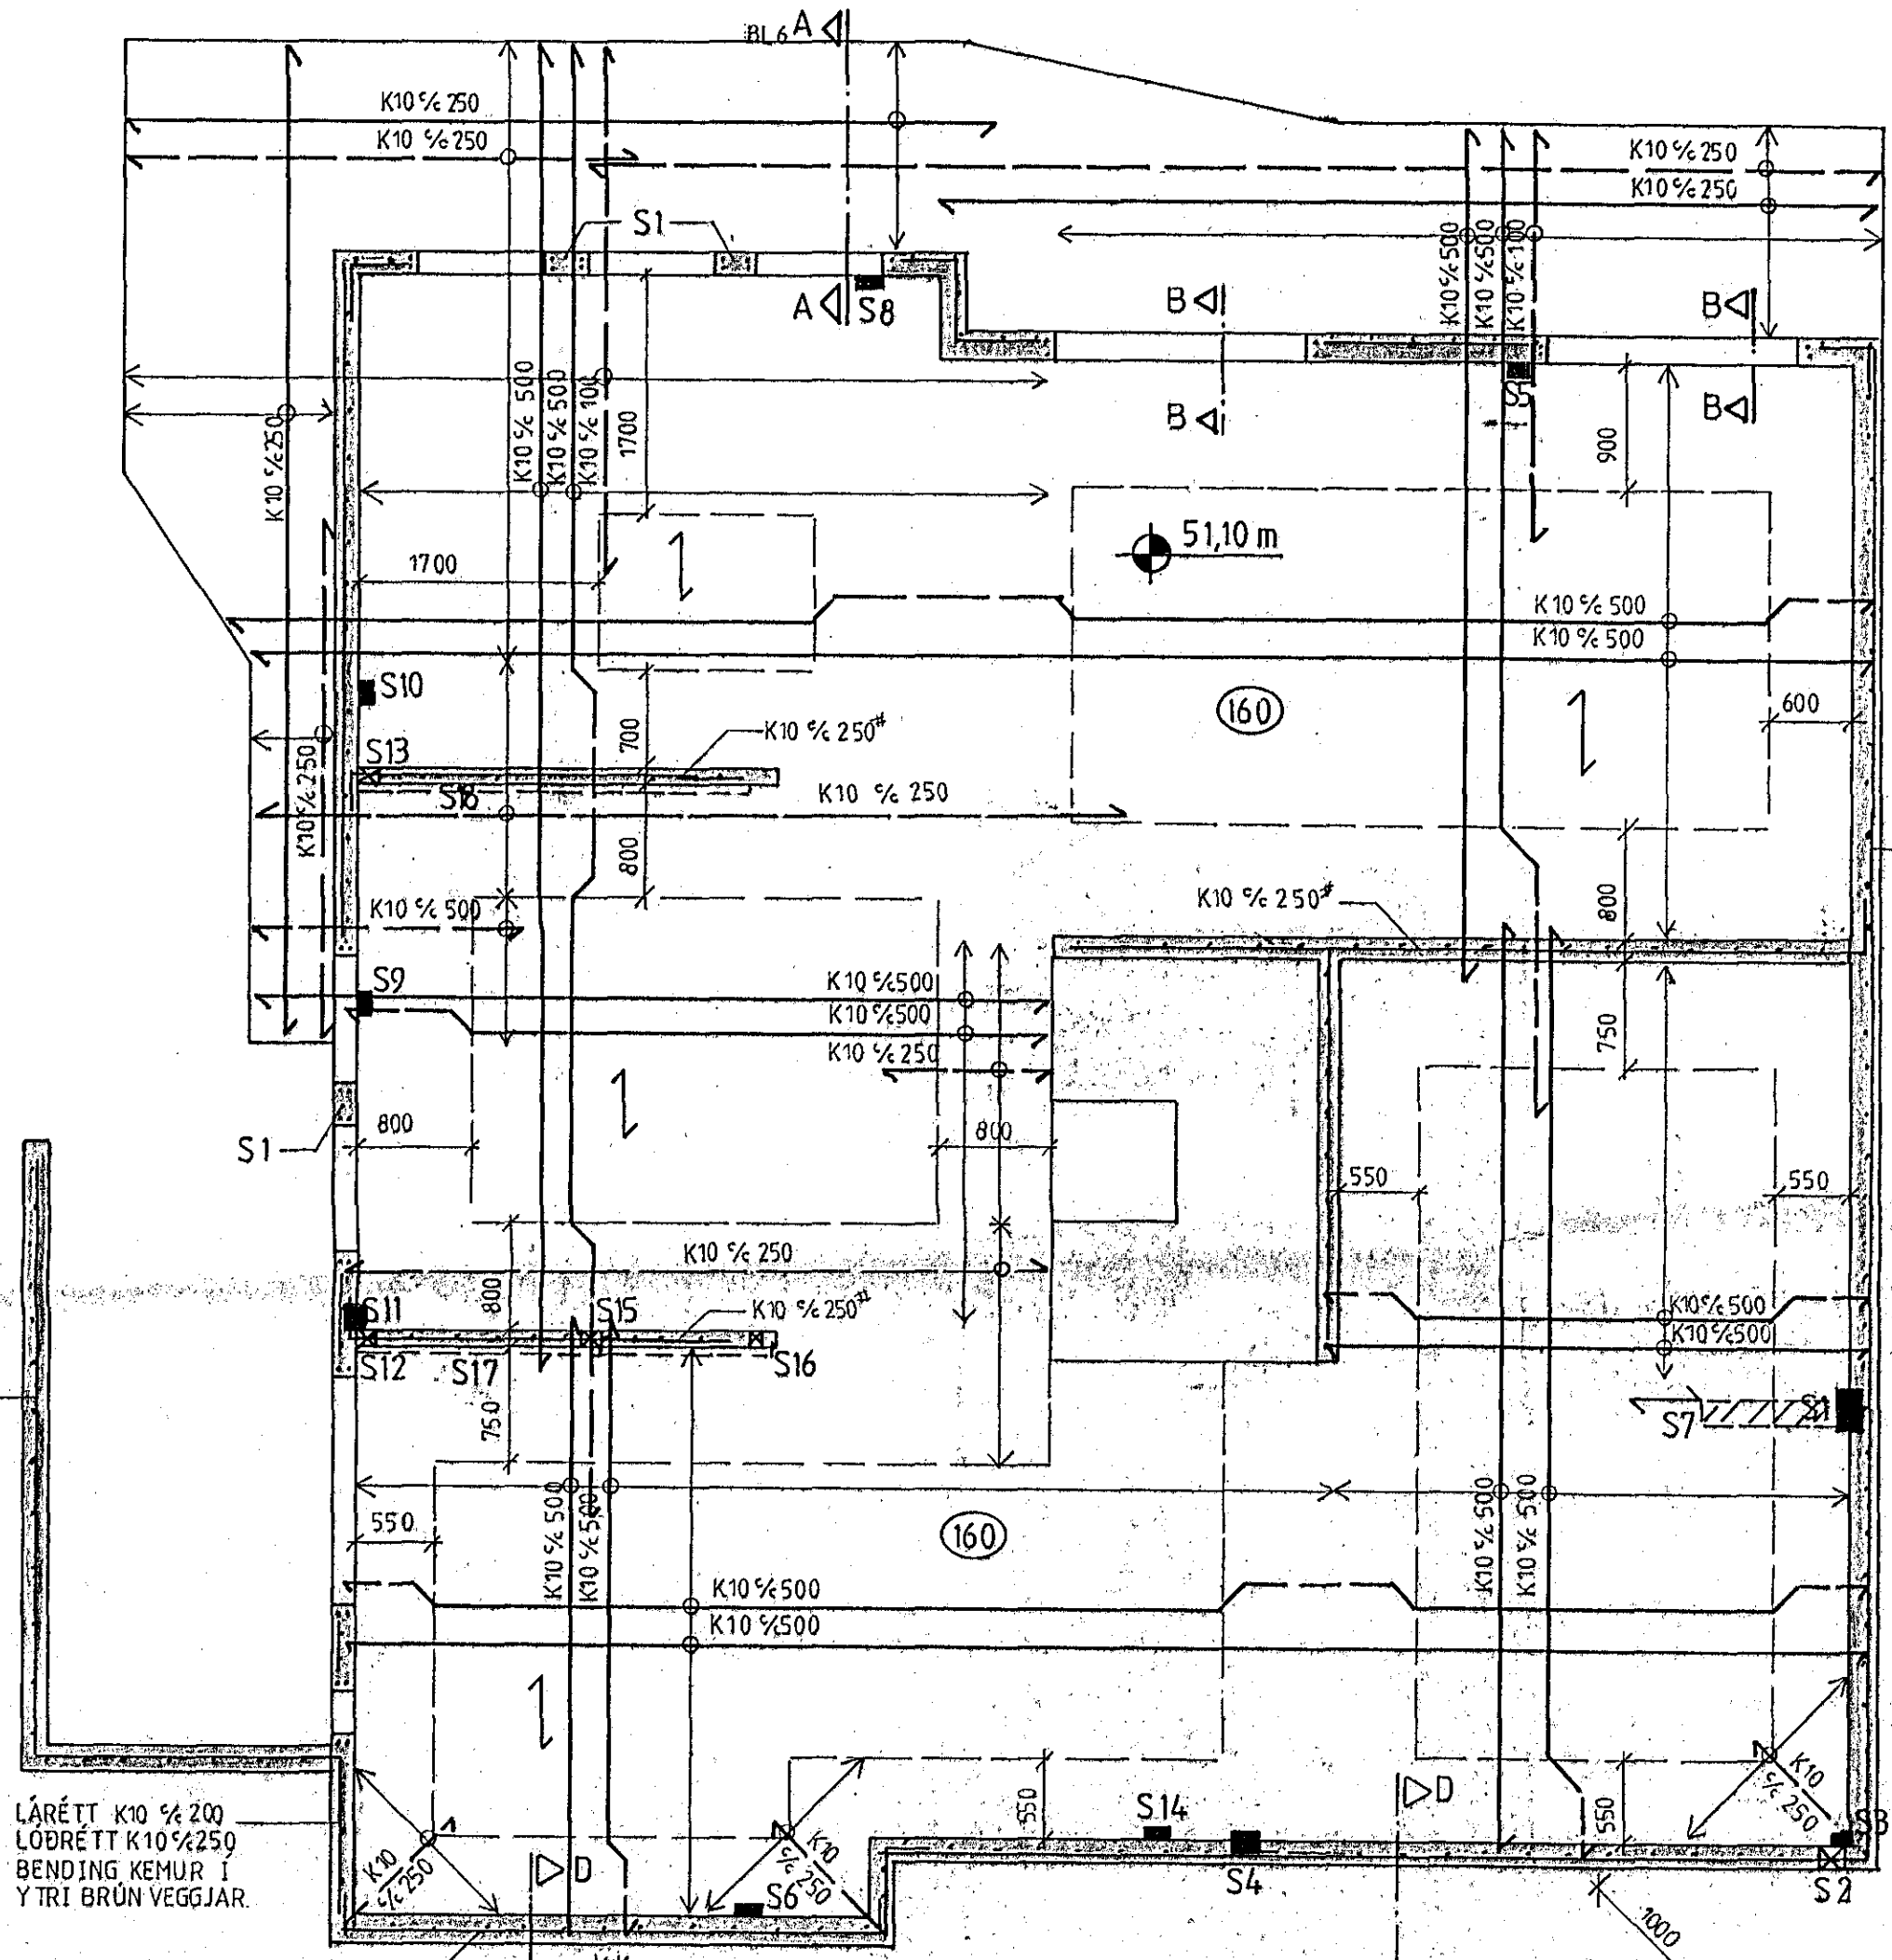 BL6 A
K10 c/c 250
K10 c/c 250
K10 c/c 250
K10 c/c 250
S1
A
S8
B
B
B
B
S5
K10 c/c 500
K10 c/c 500
K10 c/c 100
K10 c/c 500
K10 c/c 500
K10 c/c 100
K10 c/c 250
1700
900
51,10 m
1700
K10 c/c 500
K10 c/c 500
S10
160
600
700
K10 c/c 250#
S13
S18
K10 c/c 250
K10 c/c 250
800
K10 c/c 250#
800
K10 c/c 500
S9
K10 c/c 500
K10 c/c 500
K10 c/c 250
750
800
800
S1
550
550
K10 c/c 250
800
S11
S15
K10 c/c 250#
K10 c/c 500
K10 c/c 500
S12
S17
S16
S7
S1
750
550
K10 c/c 500
K10 c/c 500
160
K10 c/c 500
K10 c/c 500
K10 c/c 500
K10 c/c 500
LÁRÉTT K10 c/c 200
LÓÐRÉTT K10 c/c 250
BENDING KEMUR Í
YTRI BRÚN VEGGJAR.
K10 c/c 250
D
K10 c/c 250
S6
550
S14
S4
D
550
K10 c/c 250
S3
S2
1000